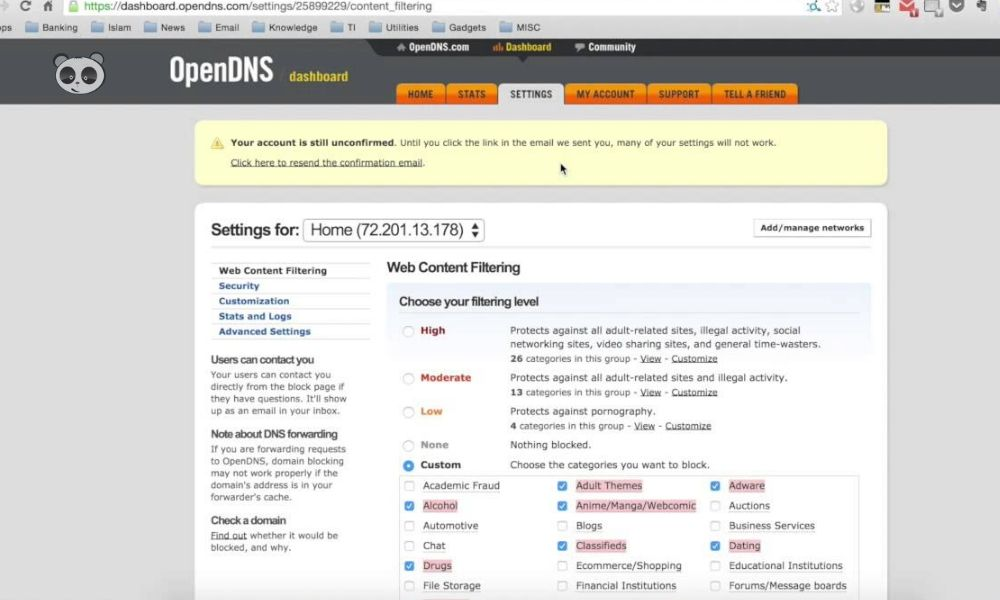 https://dashboard.opendns.com/settings/25899229/content_filtering
Banking Islam News Email Knowledge TI Utilities Gadgets MISC
OpenDNS.com Dashboard Community
OpenDNS dashboard
HOME STATS SETTINGS MY ACCOUNT SUPPORT TELL A FRIEND
Your account is still unconfirmed. Until you click the link in the email we sent you, many of your settings will not work.
Click here to resend the confirmation email.
Settings for: Home (72.201.13.178) Add/manage networks
Web Content Filtering
Security
Customization
Stats and Logs
Advanced Settings
Users can contact you
Your users can contact you
directly from the block page if
they have questions. It'll show
up as an email in your inbox.
Note about DNS forwarding
If you are forwarding requests
to OpenDNS, domain blocking
may not work properly if the
domain's address is in your
forwarder's cache.
Check a domain
Find out whether it would be
blocked, and why.
Web Content Filtering
Choose your filtering level
High Protects against all adult-related sites, illegal activity, social
networking sites, video sharing sites, and general time-wasters.
26 categories in this group - View - Customize
Moderate Protects against all adult-related sites and illegal activity.
13 categories in this group - View - Customize
Low Protects against pornography.
4 categories in this group - View - Customize
None Nothing blocked.
Custom Choose the categories you want to block.
Academic Fraud Adult Themes Adware
Alcohol Anime/Manga/Webcomic Auctions
Automotive Blogs Business Services
Chat Classifieds Dating
Drugs Ecommerce/Shopping Educational Institutions
File Storage Financial Institutions Forums/Message boards